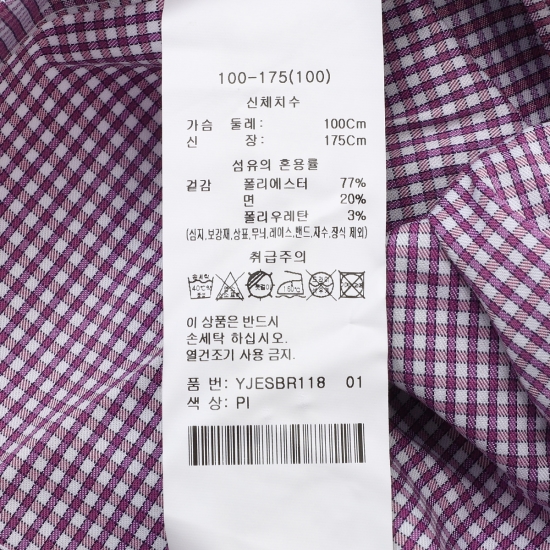 100-175(100)
신체치수
가슴 둘레: 100Cm
신 장: 175Cm
섬유의 혼용률
겉감 폴리에스터 77%
면 20%
폴리우레탄 3%
(심지,보강재,상표,무늬,레이스,밴드,자수,장식 제외)
취급주의
40℃
이 상품은 반드시
손세탁 하십시오.
열건조기 사용 금지.
품 번: YJESBR118 01
색 상: PI